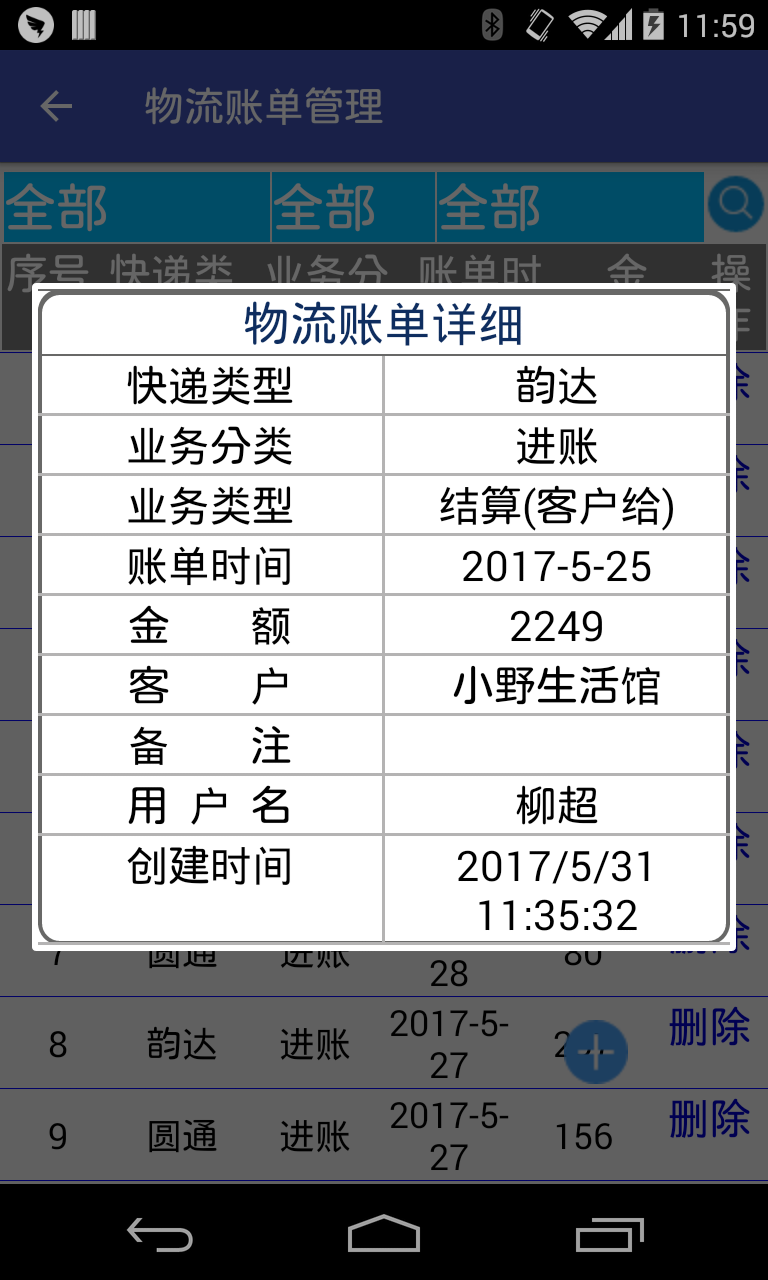 11:59
物流账单管理
全部 全部 全部
序号 快递类 业务分 账单时 金 操
物流账单详细
快递类型 韵达
业务分类 进账
业务类型 结算(客户给)
账单时间 2017-5-25
金 额 2249
客 户 小野生活馆
备 注
用 户 名 柳超
创建时间 2017/5/31
11:35:32
7 圆通 进账 28 80
8 韵达 进账 2017-5-27 删除
9 圆通 进账 2017-5-27 156 删除